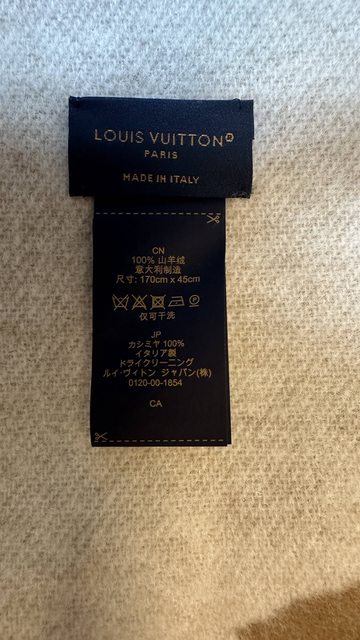 LOUIS VUITTON®
PARIS
MADE IN ITALY
CN
100% 山羊绒
意大利制造
尺寸: 170cm x 45cm
仅可干洗
JP
カシミヤ 100%
イタリア製
ドライクリーニング
ルイ・ヴィトン ジャパン(株)
0120-00-1854
CA